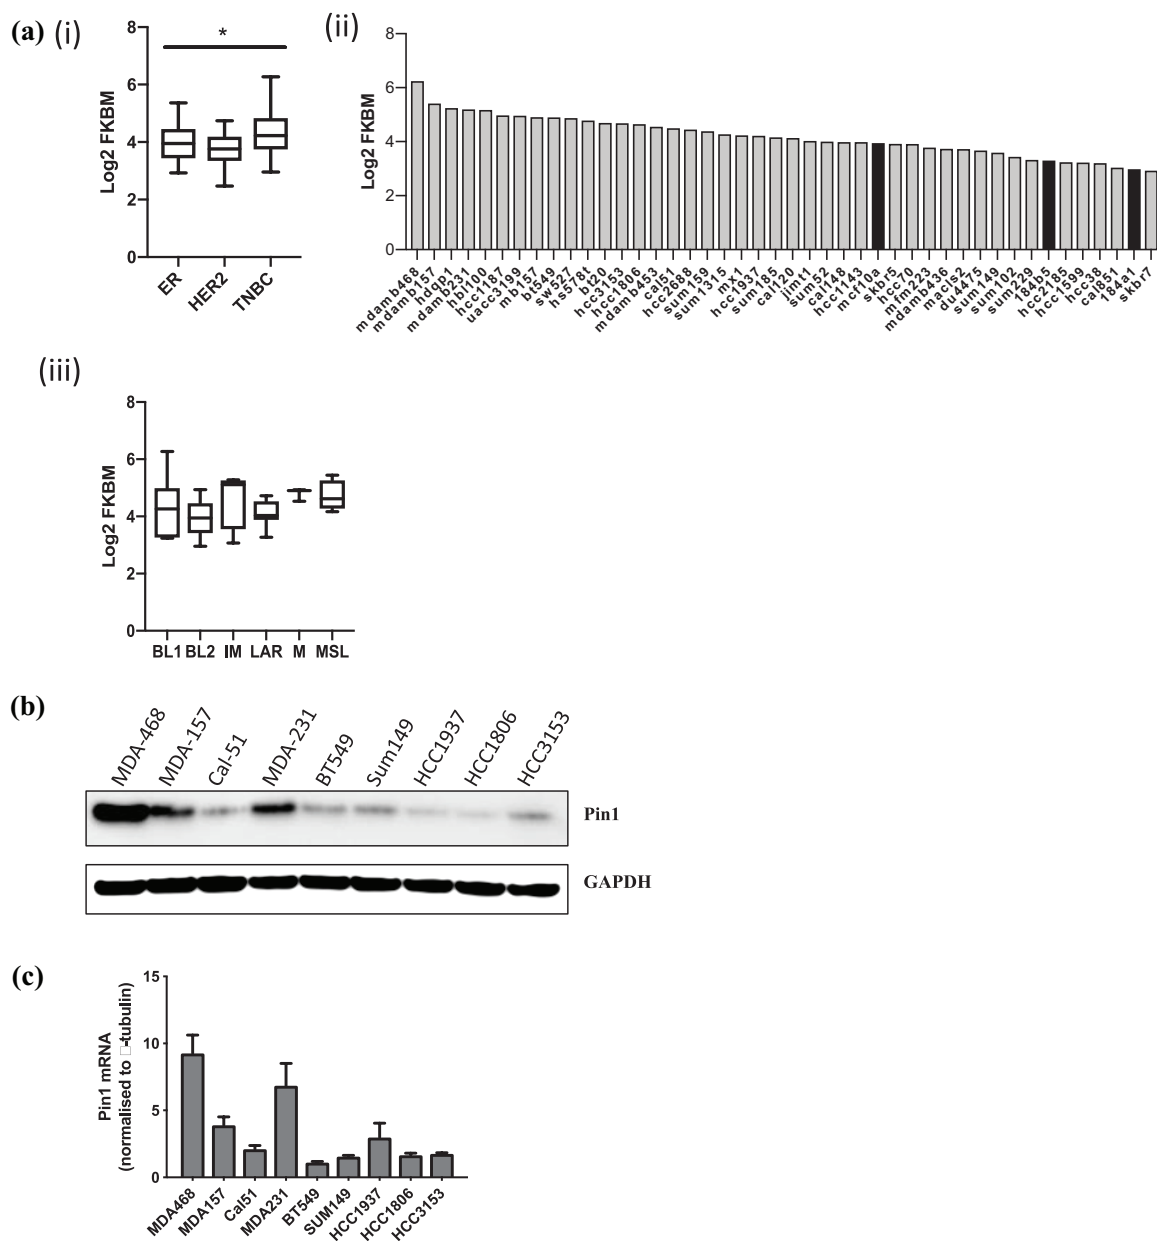 (a) (i)
*
Log2 FKBM
8
6
4
2
0
ER
HER2
TNBC
(ii)
Log2 FKBM
8
6
4
2
0
mdamb468
mdamb157
hdqp1
mdamb231
hbl100
hcc1187
uacc3199
mb157
bt549
sw527
hs578t
bt20
hcc3153
hcc1806
mdamb453
cal51
hcc2688
sum159
sum1315
mx1
hcc1937
sum185
cal120
jimt1
sum52
cal148
hcc1143
mcf10a
skbr5
hcc70
mfm223
mdamb436
macls2
du4475
sum149
sum102
sum229
184b5
hcc2185
hcc1599
hcc38
cal851
184a1
skbr7
(iii)
Log2 FKBM
8
6
4
2
0
BL1 BL2 IM LAR M MSL
(b)
MDA-468
MDA-157
Cal-51
MDA-231
BT549
Sum149
HCC1937
HCC1806
HCC3153
Pin1
GAPDH
(c)
Pin1 mRNA
(normalised to □-tubulin)
15
10
5
0
MDA468
MDA157
Cal51
MDA231
BT549
SUM149
HCC1937
HCC1806
HCC3153